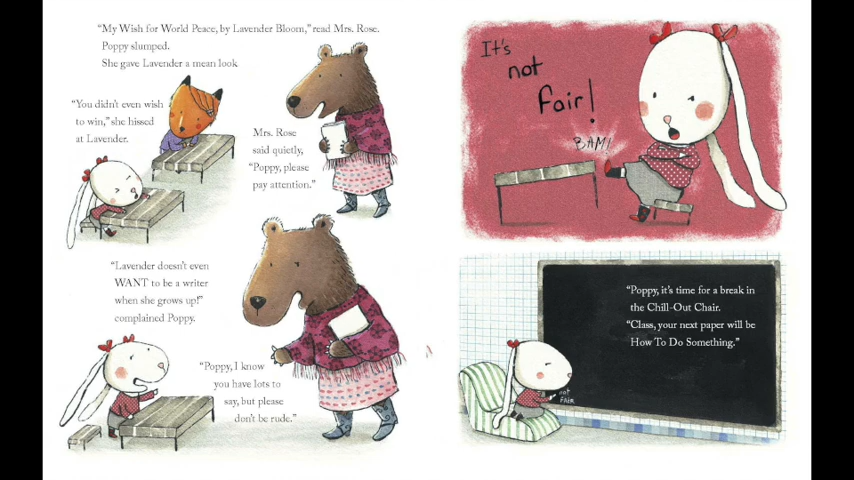 “My Wish for World Peace, by Lavender Bloom,” read Mrs. Rose.
Poppy slumped.
She gave Lavender a mean look
“You didn’t even wish
to win,” she hissed
at Lavender.
Mrs. Rose
said quietly,
“Poppy, please
pay attention.”
“Lavender doesn’t even
WANT to be a writer
when she grows up!”
complained Poppy.
“Poppy, I know
you have lots to
say, but please
don’t be rude.”
It's
not
fair!
BAM!
“Poppy, it’s time for a break in
the Chill-Out Chair.
“Class, your next paper will be
How To Do Something.”
not
FAIR